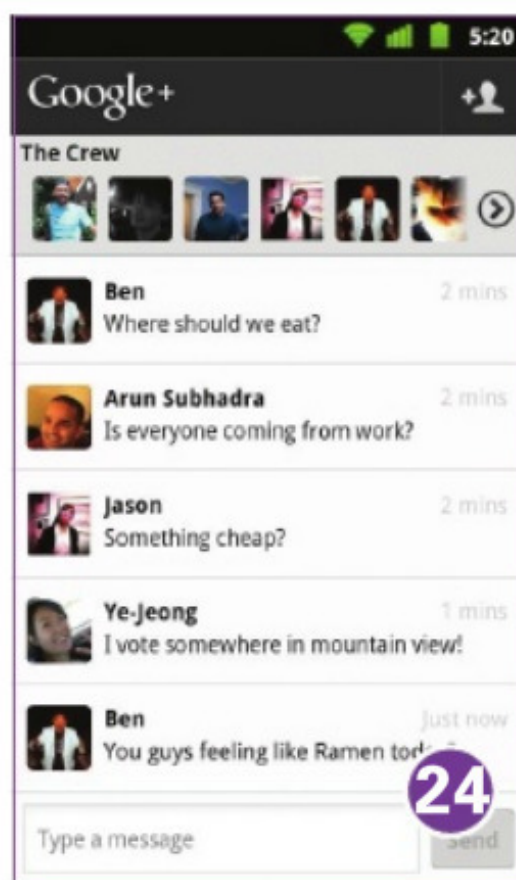 5:20
Google+
The Crew
Ben 2 mins
Where should we eat?
Arun Subhadra 2 mins
Is everyone coming from work?
Jason 2 mins
Something cheap?
Ye-Jeong 1 mins
I vote somewhere in mountain view!
Ben Just now
You guys feeling like Ramen
24
Type a message Send